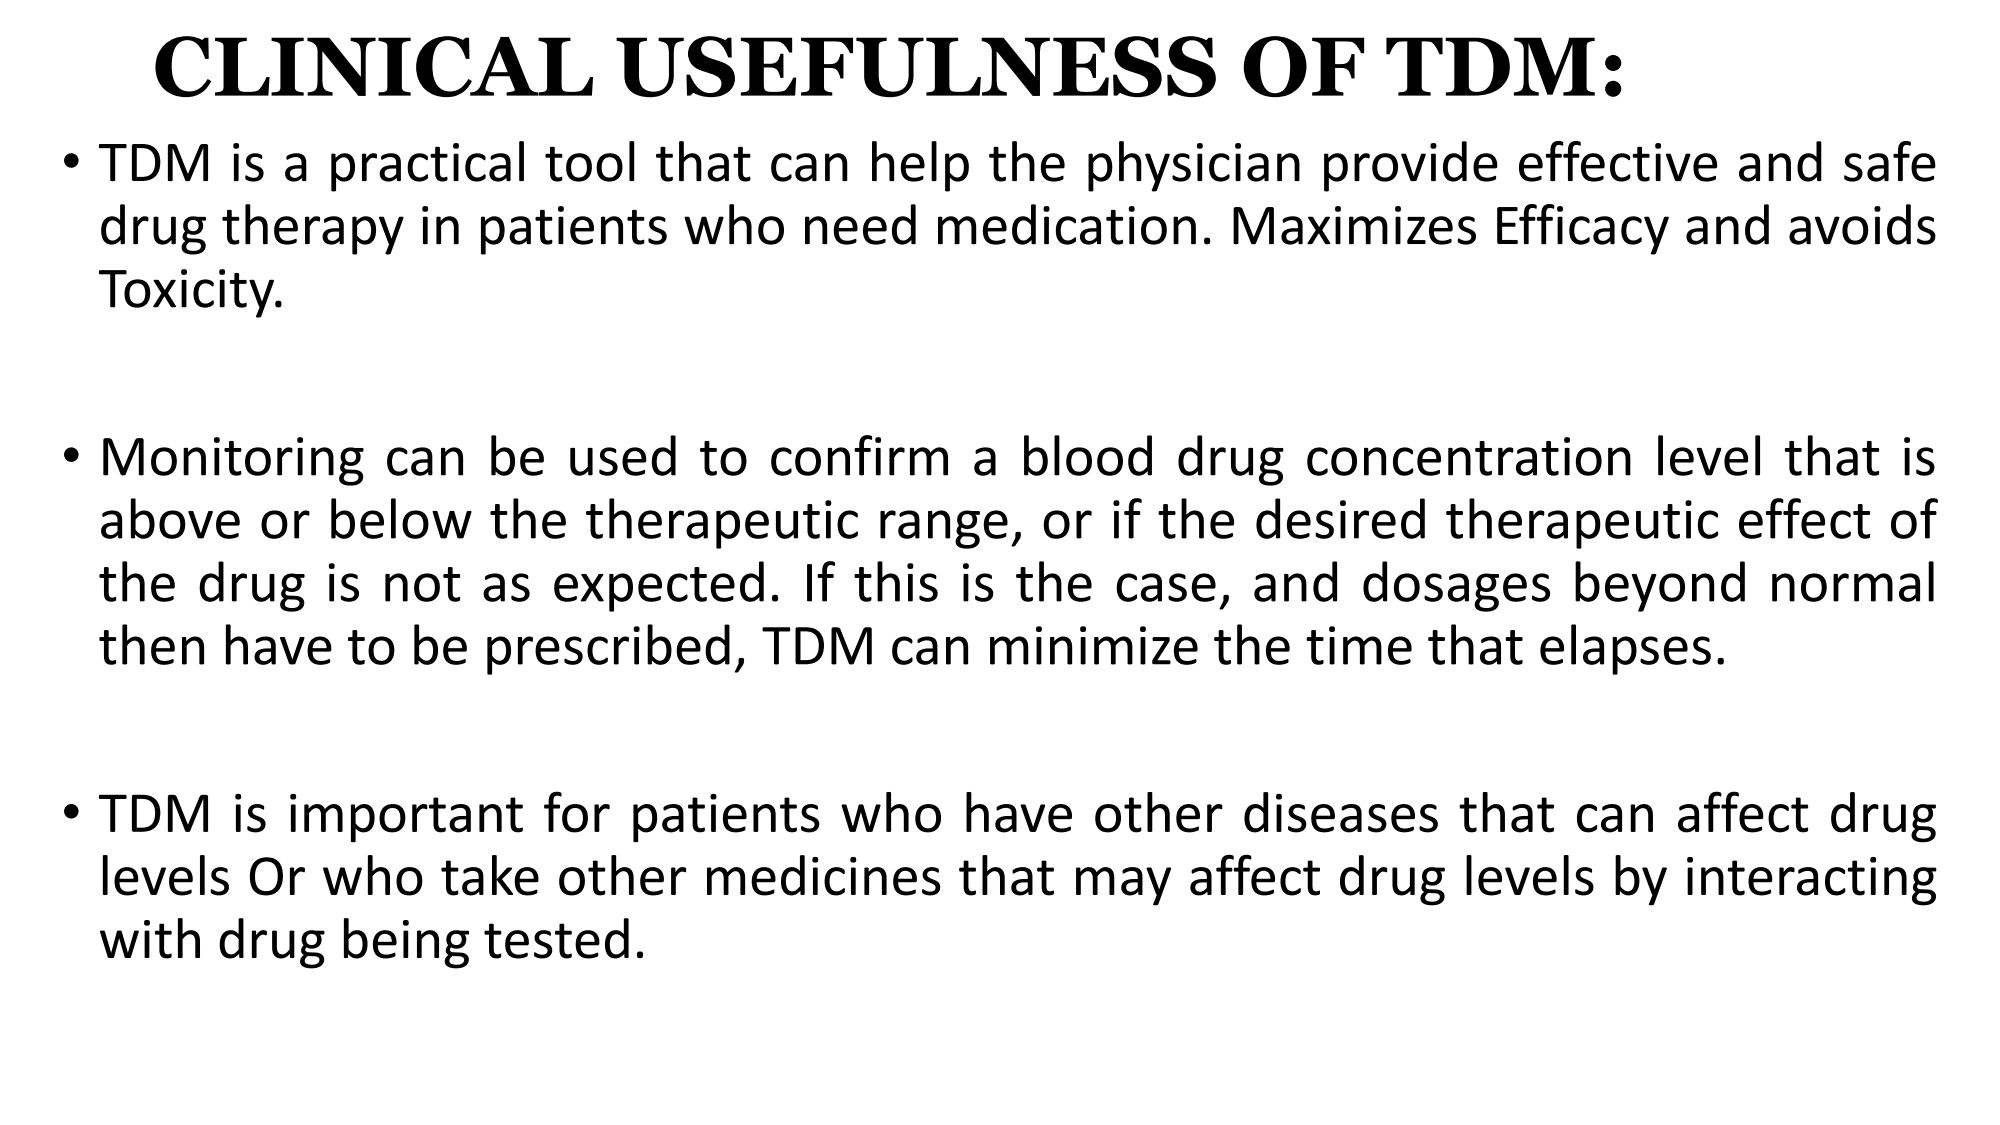 CLINICAL USEFULNESS OF TDM:
• TDM is a practical tool that can help the physician provide effective and safe
drug therapy in patients who need medication. Maximizes Efficacy and avoids
Toxicity.
• Monitoring can be used to confirm a blood drug concentration level that is
above or below the therapeutic range, or if the desired therapeutic effect of
the drug is not as expected. If this is the case, and dosages beyond normal
then have to be prescribed, TDM can minimize the time that elapses.
• TDM is important for patients who have other diseases that can affect drug
levels Or who take other medicines that may affect drug levels by interacting
with drug being tested.